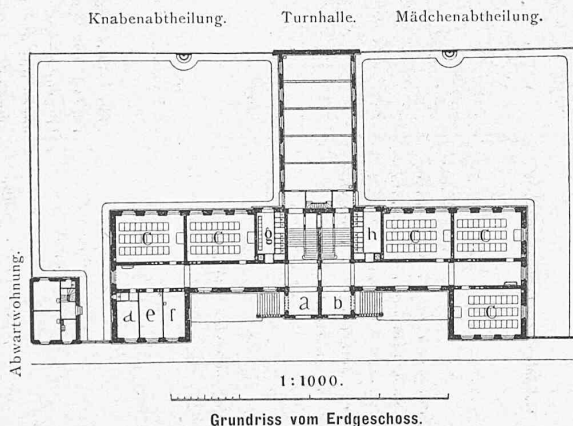 Knabenabtheilung. Turnhalle. Mädchenabtheilung.
C C g h C C
Abwartwohnung.
d e f a b C
1:1000.
Grundriss vom Erdgeschoss.